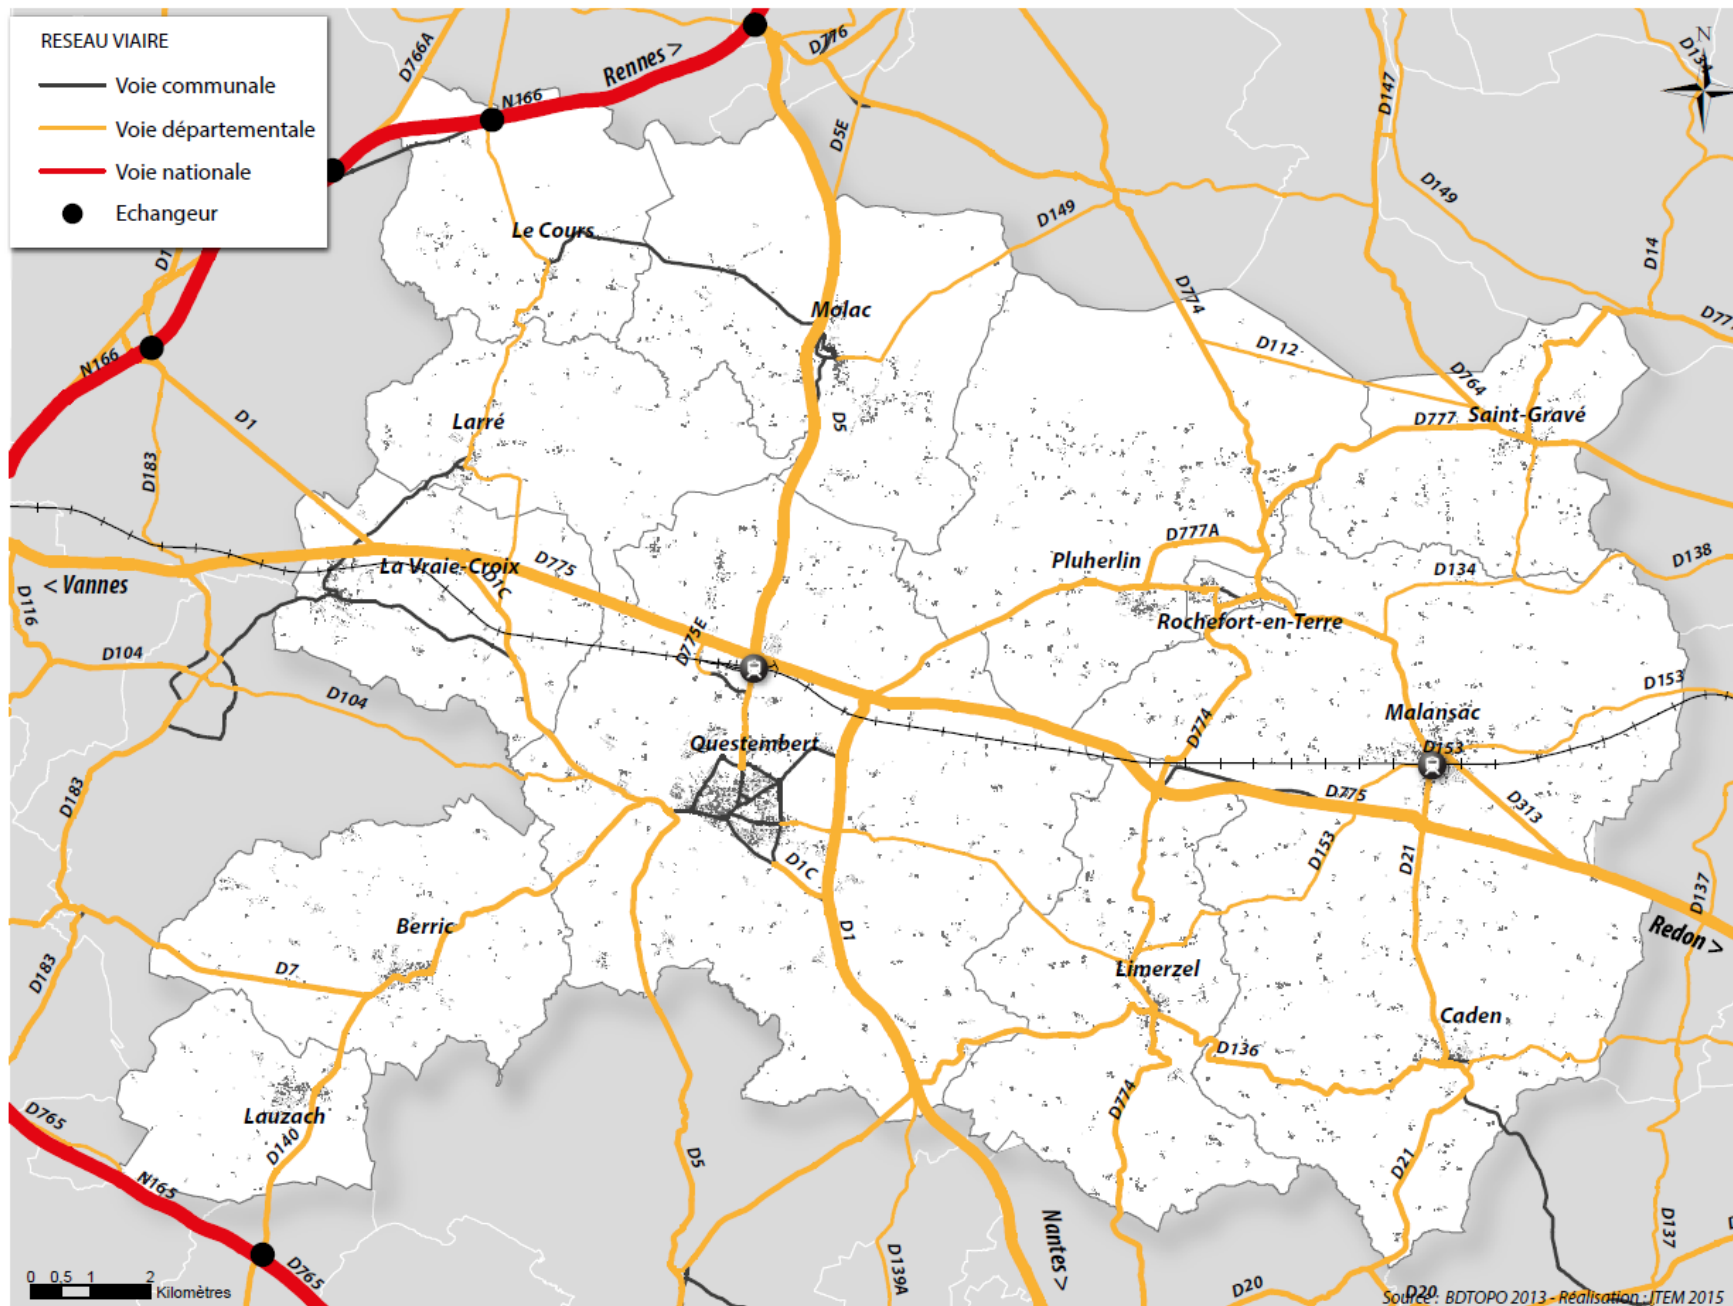 RESEAU VIAIRE
Voie communale
Voie départementale
Voie nationale
Echangeur
N
D766A
Rennes >
N166
D776
D5E
D147
D134
D149
D149
D14
D1
Le Cours
Molac
D774
D112
D764
D777
Saint-Gravé
D5
N166
D1
Larré
D183
D777A
Pluherlin
D134
D138
< Vannes
La Vraie-Croix
D1C
D775
D116
D775E
Rochefort-en-Terre
D104
D104
D153
D774
Malansac
D153
Questembert
D183
D775
D313
D1C
D153
D21
D137
Berric
D1
Redon >
D183
D7
Limerzel
Caden
D136
D774
Lauzach
D765
D140
D5
D21
N165
Nantes >
D137
D765
D139A
D20
D20
0 0,5 1 2
Kilomètres
Source : BDTOPO 2013 - Réalisation : ITEM 2015